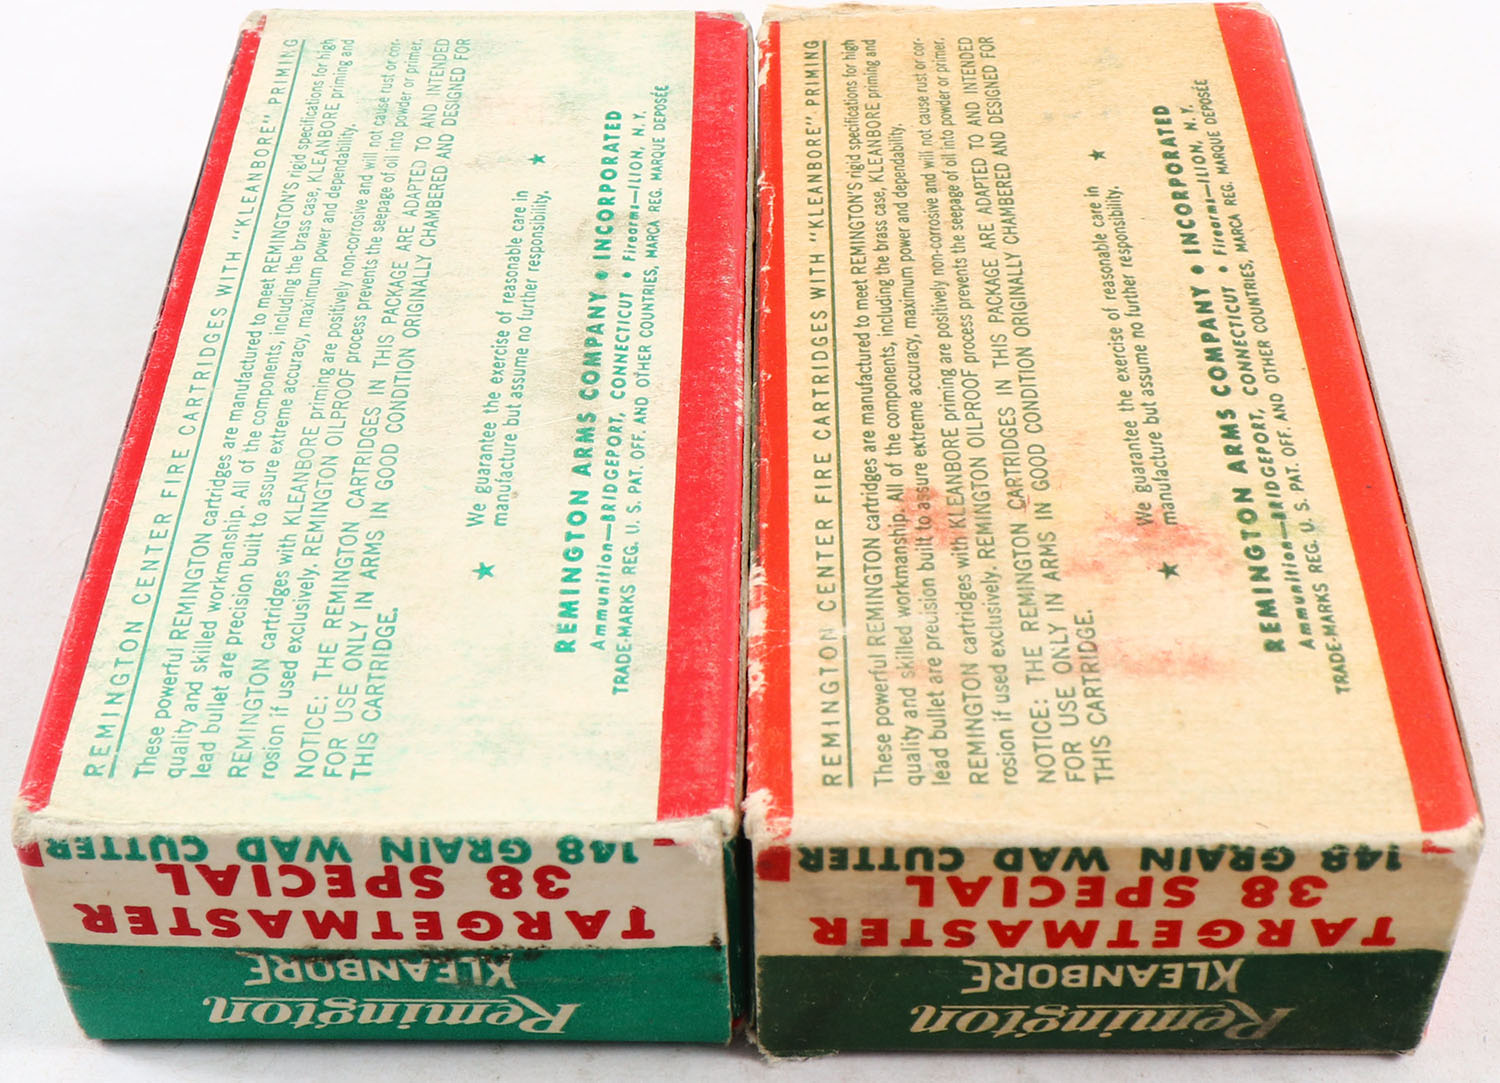 REMINGTON CENTER FIRE CARTRIDGES WITH "KLEANBORE" PRIMING
These powerful REMINGTON cartridges are manufactured to meet REMINGTON'S rigid specifications for high
quality and skilled workmanship. All of the components, including the brass case, KLEANBORE priming and
lead bullet are precision built to assure extreme accuracy, maximum power and dependability.
REMINGTON cartridges with KLEANBORE priming are positively non-corrosive and will not cause rust or cor-
rosion if used exclusively. REMINGTON OILPROOF process prevents the seepage of oil into powder or primer.
NOTICE: THE REMINGTON CARTRIDGES IN THIS PACKAGE ARE ADAPTED TO AND INTENDED
FOR USE ONLY IN ARMS IN GOOD CONDITION ORIGINALLY CHAMBERED AND DESIGNED FOR
THIS CARTRIDGE.
★ We guarantee the exercise of reasonable care in ★
manufacture but assume no further responsibility.
REMINGTON ARMS COMPANY • INCORPORATED
Ammunition—BRIDGEPORT, CONNECTICUT • Firearms—ILION, N.Y.
TRADE-MARKS REG. U. S. PAT. OFF. AND OTHER COUNTRIES, MARCA REG. MARQUE DEPOSÉE
Remington
KLEANBORE
TARGETMASTER
38 SPECIAL
148 GRAIN WAD CUTTER
REMINGTON CENTER FIRE CARTRIDGES WITH "KLEANBORE" PRIMING
These powerful REMINGTON cartridges are manufactured to meet REMINGTON'S rigid specifications for high
quality and skilled workmanship. All of the components, including the brass case, KLEANBORE priming and
lead bullet are precision built to assure extreme accuracy, maximum power and dependability.
REMINGTON cartridges with KLEANBORE priming are positively non-corrosive and will not cause rust or cor-
rosion if used exclusively. REMINGTON OILPROOF process prevents the seepage of oil into powder or primer.
NOTICE: THE REMINGTON CARTRIDGES IN THIS PACKAGE ARE ADAPTED TO AND INTENDED
FOR USE ONLY IN ARMS IN GOOD CONDITION ORIGINALLY CHAMBERED AND DESIGNED FOR
THIS CARTRIDGE.
★ We guarantee the exercise of reasonable care in ★
manufacture but assume no further responsibility.
REMINGTON ARMS COMPANY • INCORPORATED
Ammunition—BRIDGEPORT, CONNECTICUT • Firearms—ILION, N.Y.
TRADE-MARKS REG. U. S. PAT. OFF. AND OTHER COUNTRIES, MARCA REG. MARQUE DEPOSÉE
Remington
KLEANBORE
TARGETMASTER
38 SPECIAL
148 GRAIN WAD CUTTER